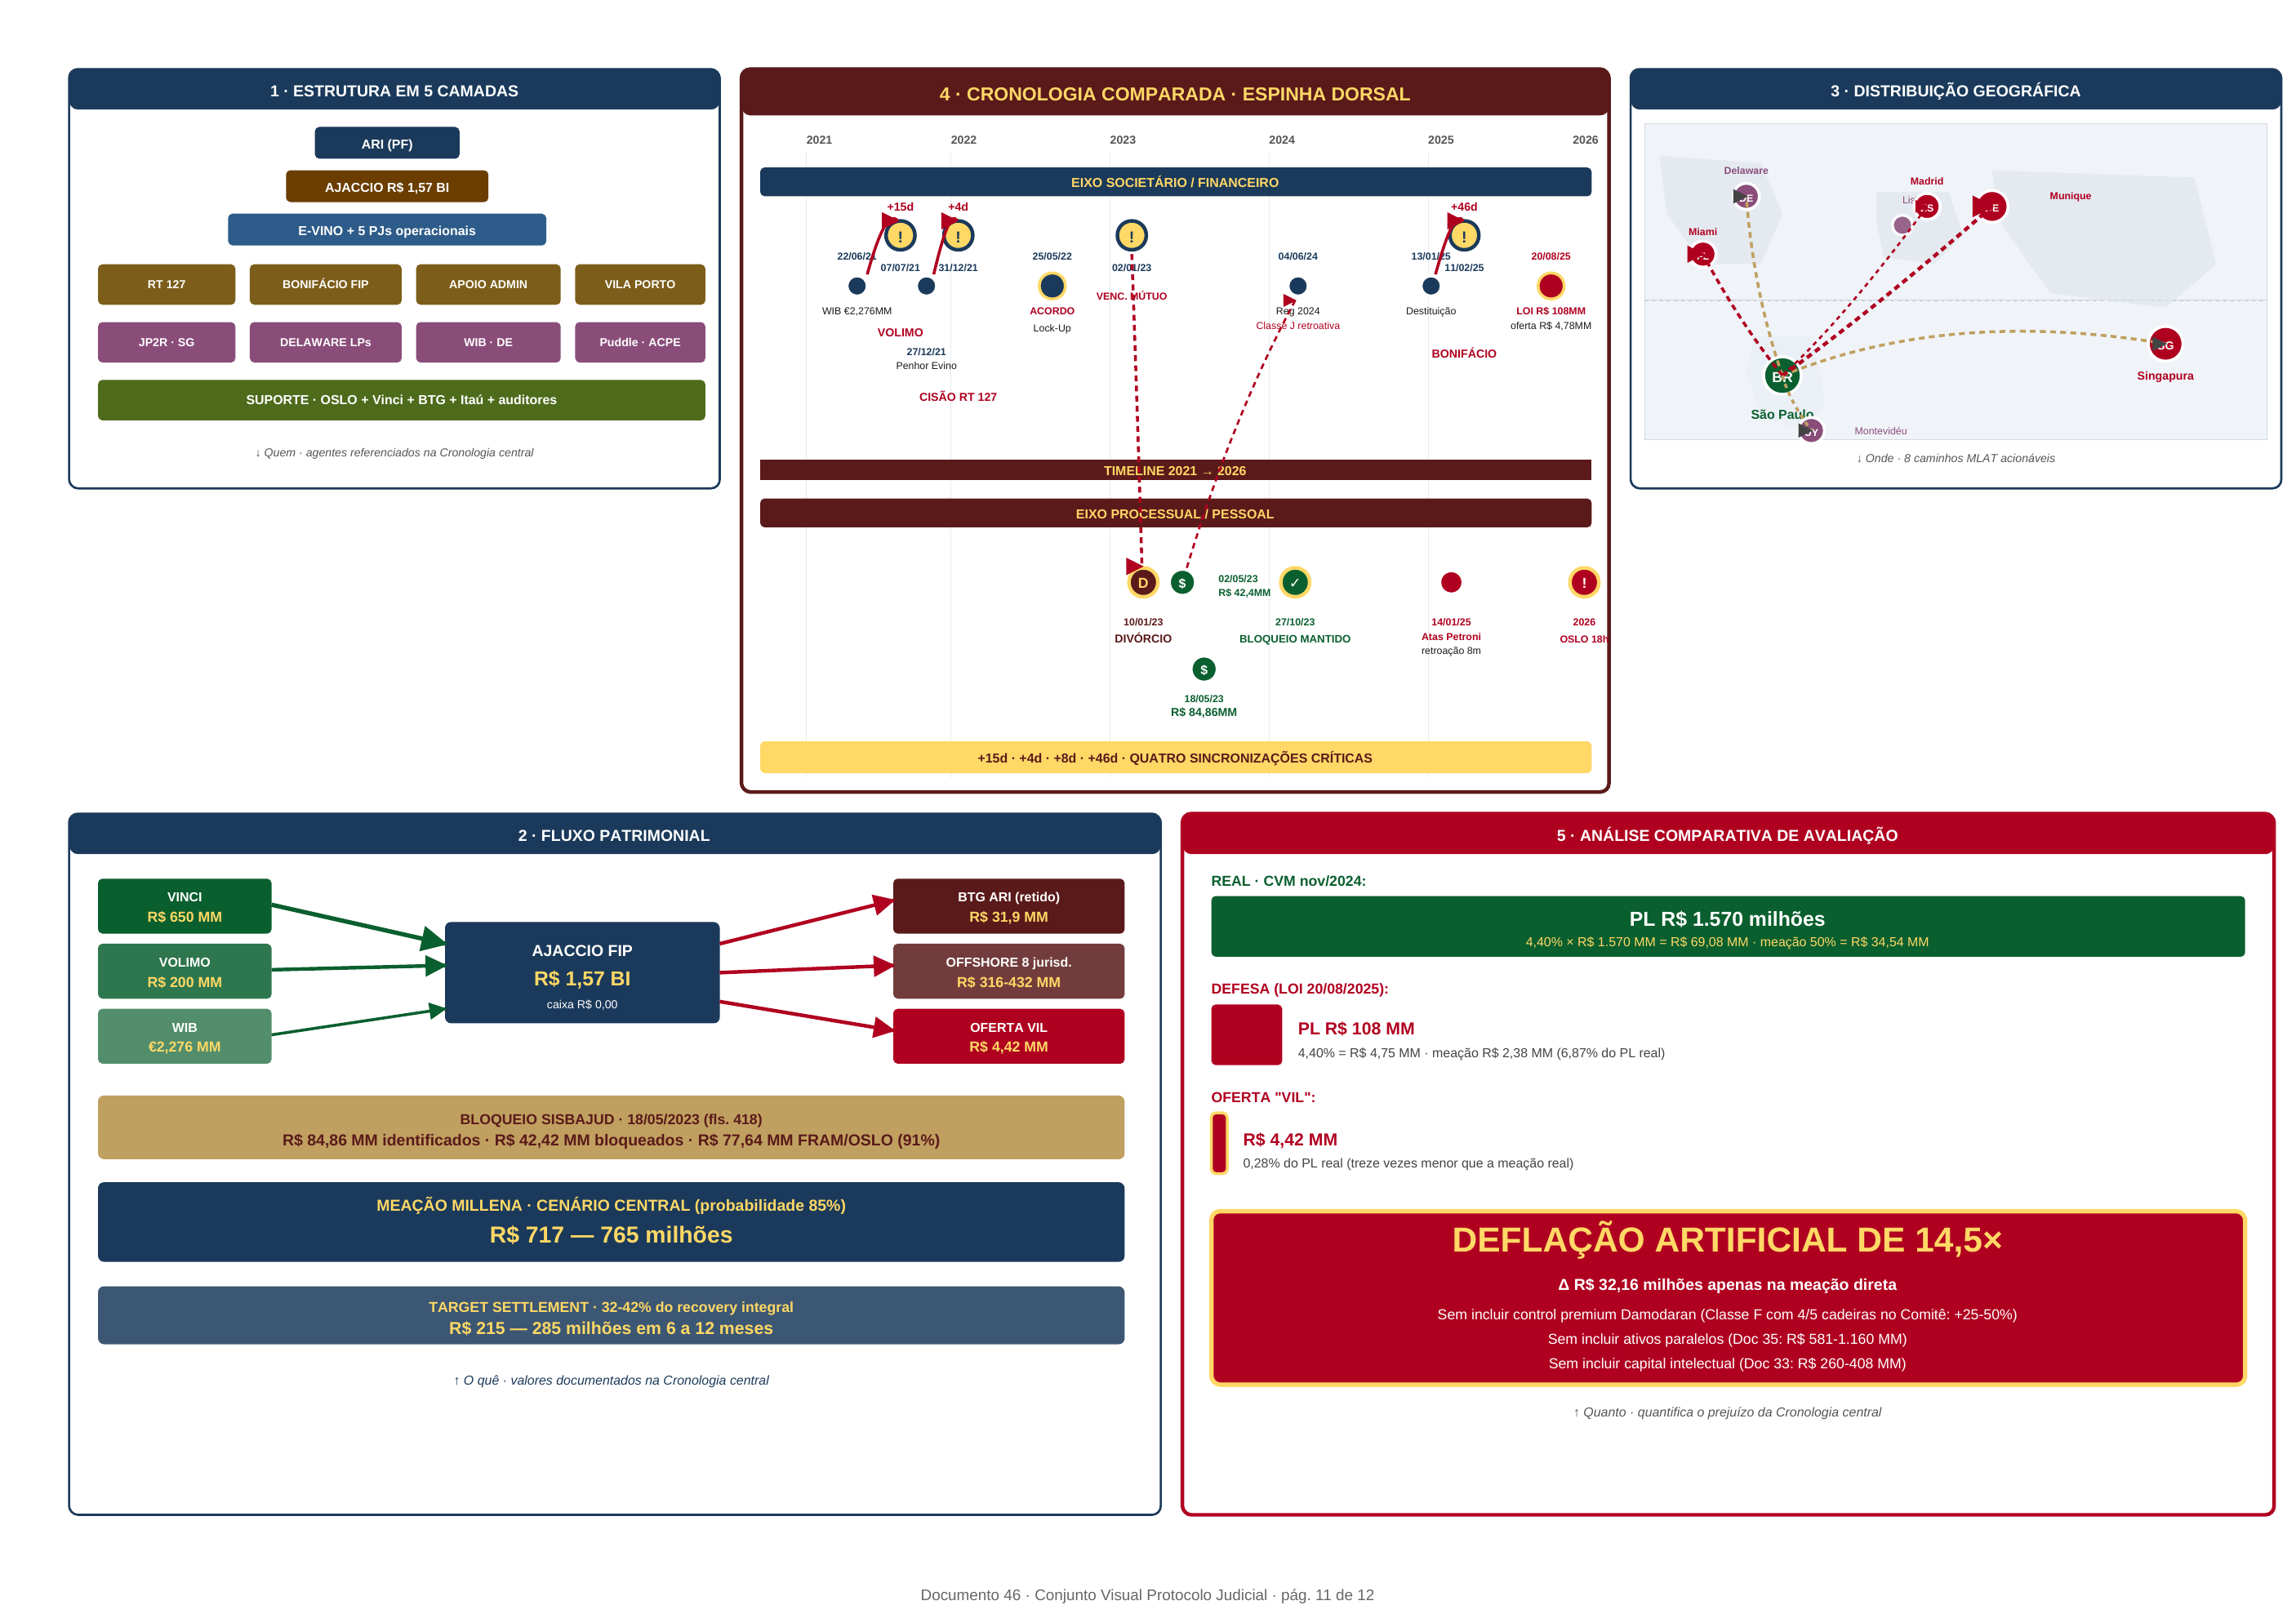 1 · ESTRUTURA EM 5 CAMADAS
ARI (PF)
AJACCIO R$ 1,57 BI
E-VINO + 5 PJs operacionais
RT 127
BONIFÁCIO FIP
APOIO ADMIN
VILA PORTO
JP2R · SG
DELAWARE LPs
WIB · DE
Puddle · ACPE
SUPORTE · OSLO + Vinci + BTG + Itaú + auditores
↓ Quem · agentes referenciados na Cronologia central
4 · CRONOLOGIA COMPARADA · ESPINHA DORSAL
2021
2022
2023
2024
2025
2026
EIXO SOCIETÁRIO / FINANCEIRO
+15d
+4d
+46d
!
!
!
!
22/06/21
07/07/21
31/12/21
25/05/22
02/01/23
04/06/24
13/01/25
11/02/25
20/08/25
WIB €2,276MM
VOLIMO
27/12/21
Penhor Evino
CISÃO RT 127
ACORDO
Lock-Up
VENC. MÚTUO
Reg 2024
Classe J retroativa
Destituição
BONIFÁCIO
LOI R$ 108MM
oferta R$ 4,78MM
TIMELINE 2021 → 2026
EIXO PROCESSUAL / PESSOAL
D
$
02/05/23
R$ 42,4MM
✓
!
10/01/23
DIVÓRCIO
27/10/23
BLOQUEIO MANTIDO
14/01/25
Atas Petroni
retroação 8m
2026
OSLO 18h
$
18/05/23
R$ 84,86MM
+15d · +4d · +8d · +46d · QUATRO SINCRONIZAÇÕES CRÍTICAS
3 · DISTRIBUIÇÃO GEOGRÁFICA
Delaware
Madrid
Munique
Miami
BR
São Paulo
Singapura
Montevidéu
↓ Onde · 8 caminhos MLAT acionáveis
2 · FLUXO PATRIMONIAL
VINCI
R$ 650 MM
VOLIMO
R$ 200 MM
WIB
€2,276 MM
AJACCIO FIP
R$ 1,57 BI
caixa R$ 0,00
BTG ARI (retido)
R$ 31,9 MM
OFFSHORE 8 jurisd.
R$ 316-432 MM
OFERTA VIL
R$ 4,42 MM
BLOQUEIO SISBAJUD · 18/05/2023 (fls. 418)
R$ 84,86 MM identificados · R$ 42,42 MM bloqueados · R$ 77,64 MM FRAM/OSLO (91%)
MEAÇÃO MILLENA · CENÁRIO CENTRAL (probabilidade 85%)
R$ 717 — 765 milhões
TARGET SETTLEMENT · 32-42% do recovery integral
R$ 215 — 285 milhões em 6 a 12 meses
↑ O quê · valores documentados na Cronologia central
5 · ANÁLISE COMPARATIVA DE AVALIAÇÃO
REAL · CVM nov/2024:
PL R$ 1.570 milhões
4,40% × R$ 1.570 MM = R$ 69,08 MM · meação 50% = R$ 34,54 MM
DEFESA (LOI 20/08/2025):
PL R$ 108 MM
4,40% = R$ 4,75 MM · meação R$ 2,38 MM (6,87% do PL real)
OFERTA "VIL":
R$ 4,42 MM
0,28% do PL real (treze vezes menor que a meação real)
DEFLAÇÃO ARTIFICIAL DE 14,5×
Δ R$ 32,16 milhões apenas na meação direta
Sem incluir control premium Damodaran (Classe F com 4/5 cadeiras no Comitê: +25-50%)
Sem incluir ativos paralelos (Doc 35: R$ 581-1.160 MM)
Sem incluir capital intelectual (Doc 33: R$ 260-408 MM)
↑ Quanto · quantifica o prejuízo da Cronologia central
Documento 46 · Conjunto Visual Protocolo Judicial · pág. 11 de 12